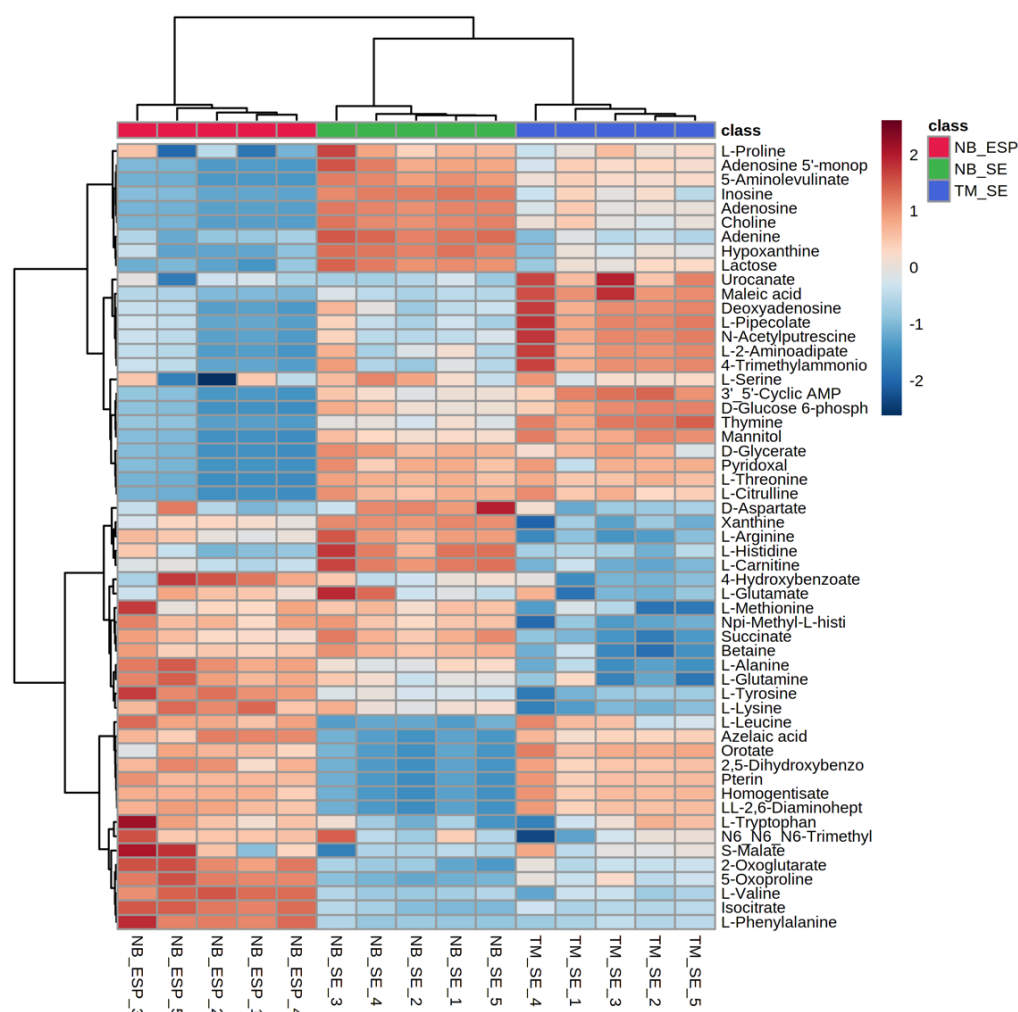 class
L-Proline
Adenosine 5'-monop
5-Aminolevulinate
Inosine
Adenosine
Choline
Adenine
Hypoxanthine
Lactose
Urocanate
Maleic acid
Deoxyadenosine
L-Pipecolate
N-Acetylputrescine
L-2-Aminoadipate
4-Trimethylammonio
L-Serine
3'_5'-Cyclic AMP
D-Glucose 6-phosph
Thymine
Mannitol
D-Glycerate
Pyridoxal
L-Threonine
L-Citrulline
D-Aspartate
Xanthine
L-Arginine
L-Histidine
L-Carnitine
4-Hydroxybenzoate
L-Glutamate
L-Methionine
Npi-Methyl-L-histi
Succinate
Betaine
L-Alanine
L-Glutamine
L-Tyrosine
L-Lysine
L-Leucine
Azelaic acid
Orotate
2,5-Dihydroxybenzo
Pterin
Homogentisate
LL-2,6-Diaminohept
L-Tryptophan
N6_N6_N6-Trimethyl
S-Malate
2-Oxoglutarate
5-Oxoproline
L-Valine
Isocitrate
L-Phenylalanine
2
1
0
-1
-2
class
NB_ESP
NB_SE
TM_SE
NB_ESP_3
NB_ESP_5
NB_ESP_2
NB_ESP_
NB_ESP_4
NB_SE_3
NB_SE_4
NB_SE_2
NB_SE_1
NB_SE_5
TM_SE_4
TM_SE_1
TM_SE_3
TM_SE_2
TM_SE_5